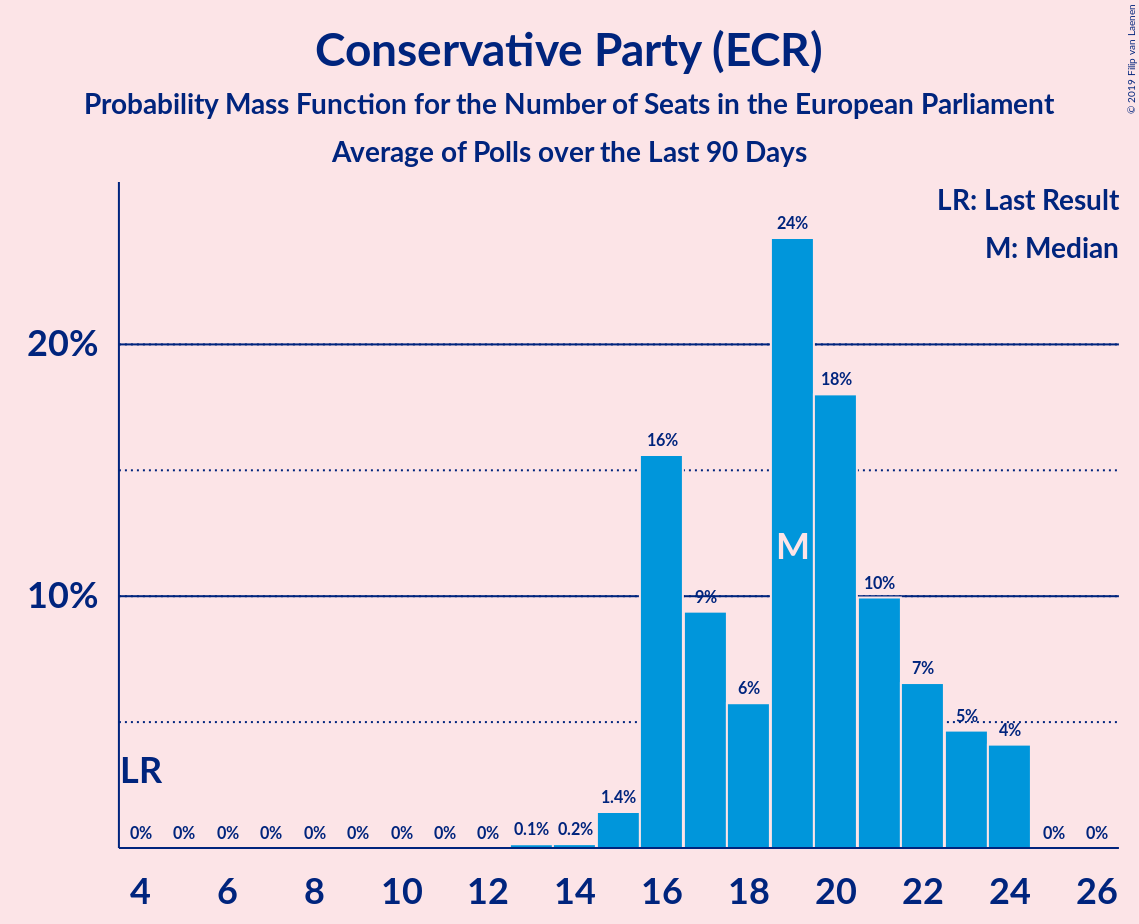 Conservative Party (ECR)
Probability Mass Function for the Number of Seats in the European Parliament
Average of Polls over the Last 90 Days
© 2019 Filip van Laenen
LR: Last Result
M: Median
24%
20%
18%
16%
M
10%
10%
9%
7%
6%
5%
4%
LR
1.4%
0% 0% 0% 0% 0% 0% 0% 0% 0% 0.1% 0.2% 0% 0%
4 6 8 10 12 14 16 18 20 22 24 26